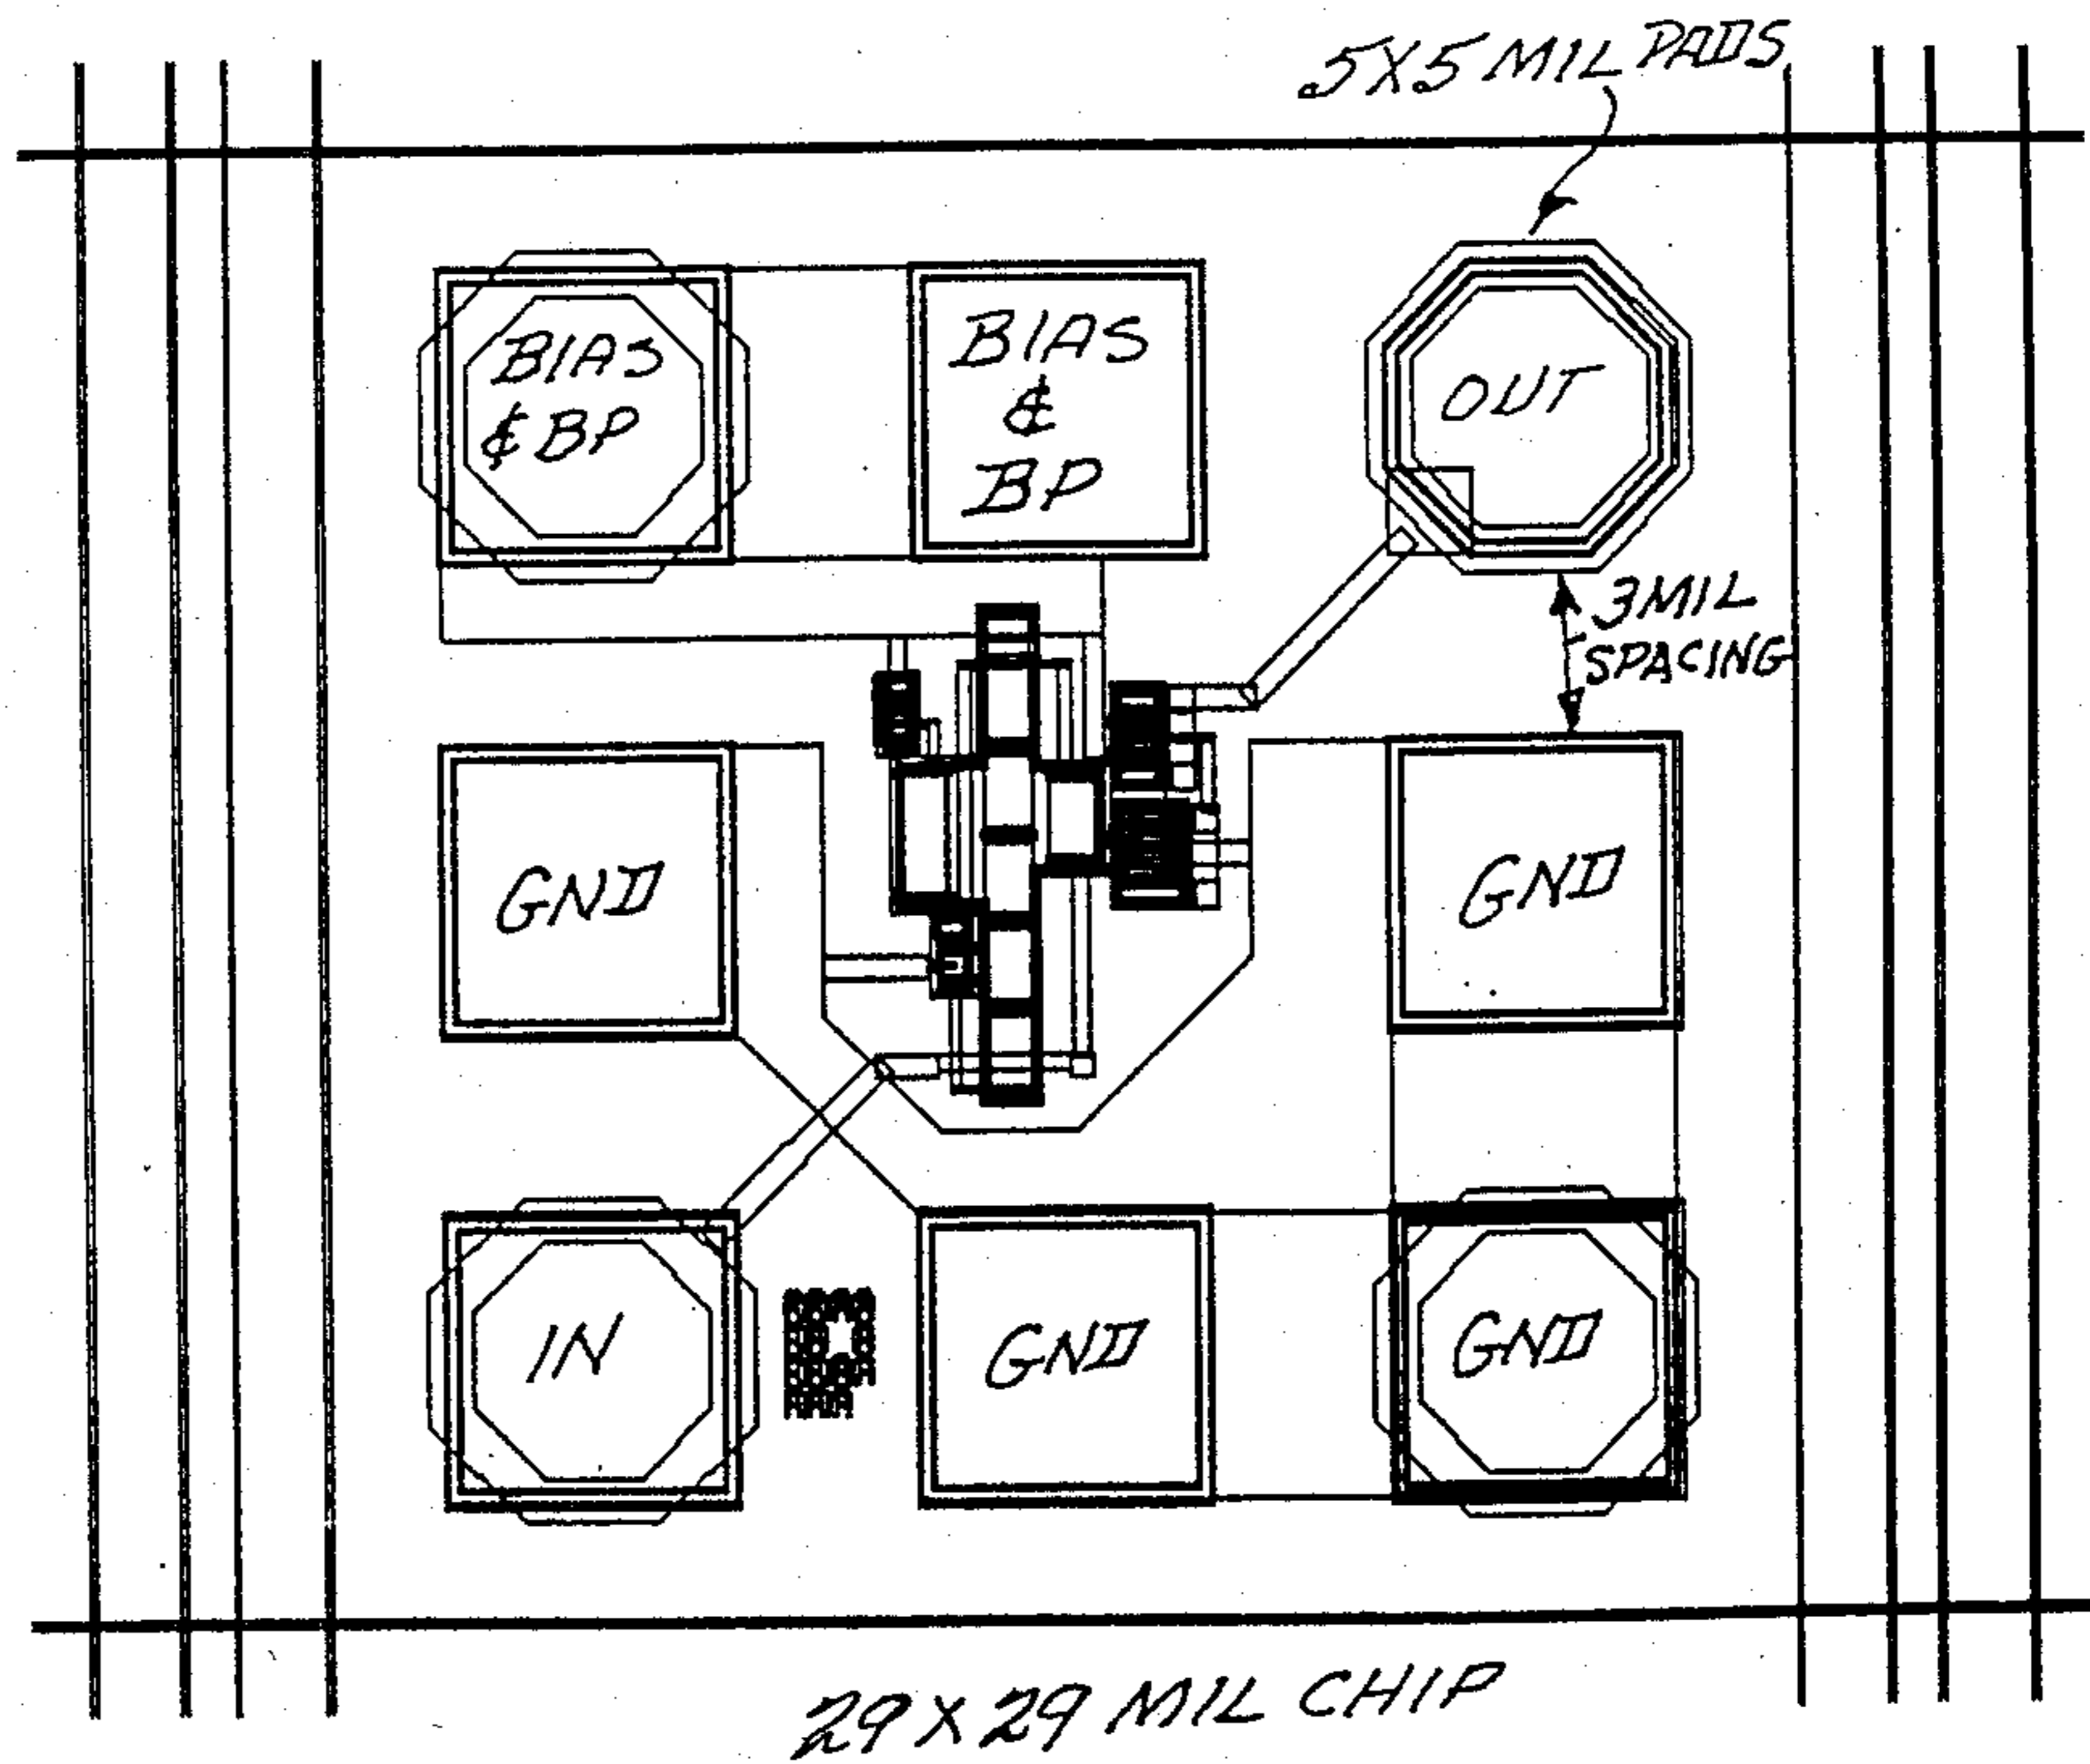 5X5 MIL PADS
BIAS
& BP
BIAS
&
BP
OUT
3MIL
SPACING
GND
GND
IN
GND
GND
29 X 29 MIL CHIP